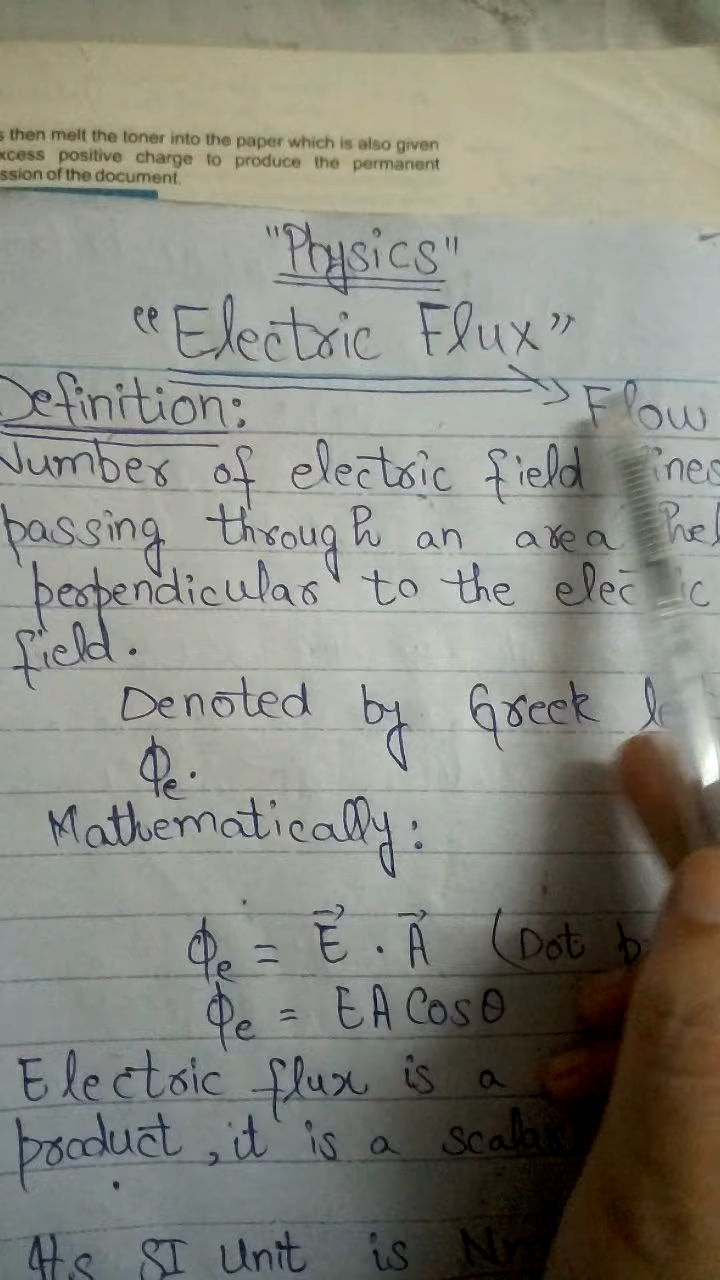 then melt the toner into the paper which is also given
positive charge to produce the permanent
of the document.
"Physics"
"Electric Flux"
Definition:
Flow
Number of electric field
passing through an area
perpendicular to the
field.
Denoted by Greek
Φe.
Mathematically:
Φe = E⃗ . A⃗ (Dot
Φe = EA Cosθ
Electric flux is a
product, it is a scalar
Its SI Unit is